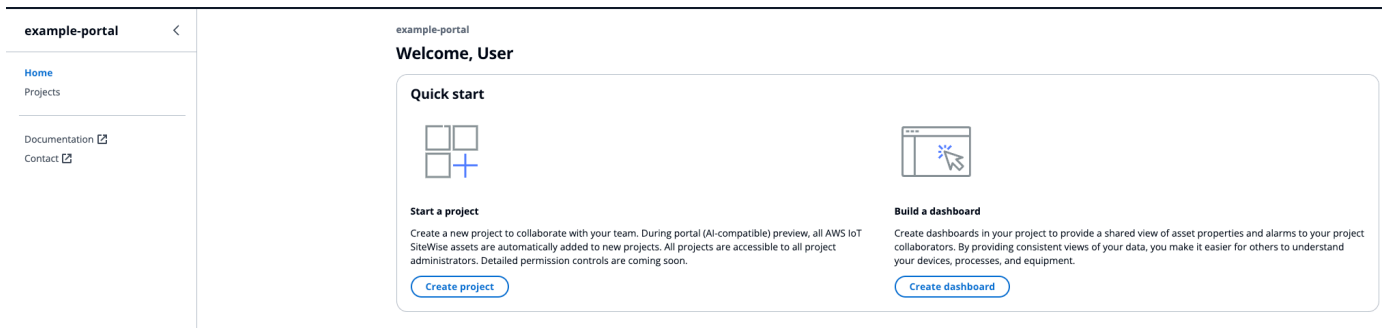 example-portal
Home
Projects
Documentation
Contact
example-portal
Welcome, User
Quick start
Start a project
Create a new project to collaborate with your team. During portal (AI-compatible) preview, all AWS IoT
SiteWise assets are automatically added to new projects. All projects are accessible to all project
administrators. Detailed permission controls are coming soon.
Create project
Build a dashboard
Create dashboards in your project to provide a shared view of asset properties and alarms to your project
collaborators. By providing consistent views of your data, you make it easier for others to understand
your devices, processes, and equipment.
Create dashboard